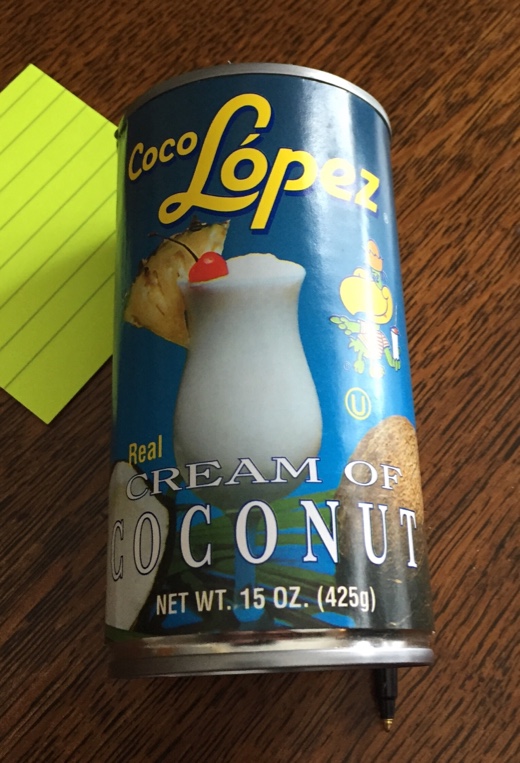 Coco
López
U
Real
CREAM OF
COCONUT
NET WT. 15 OZ. (425g)